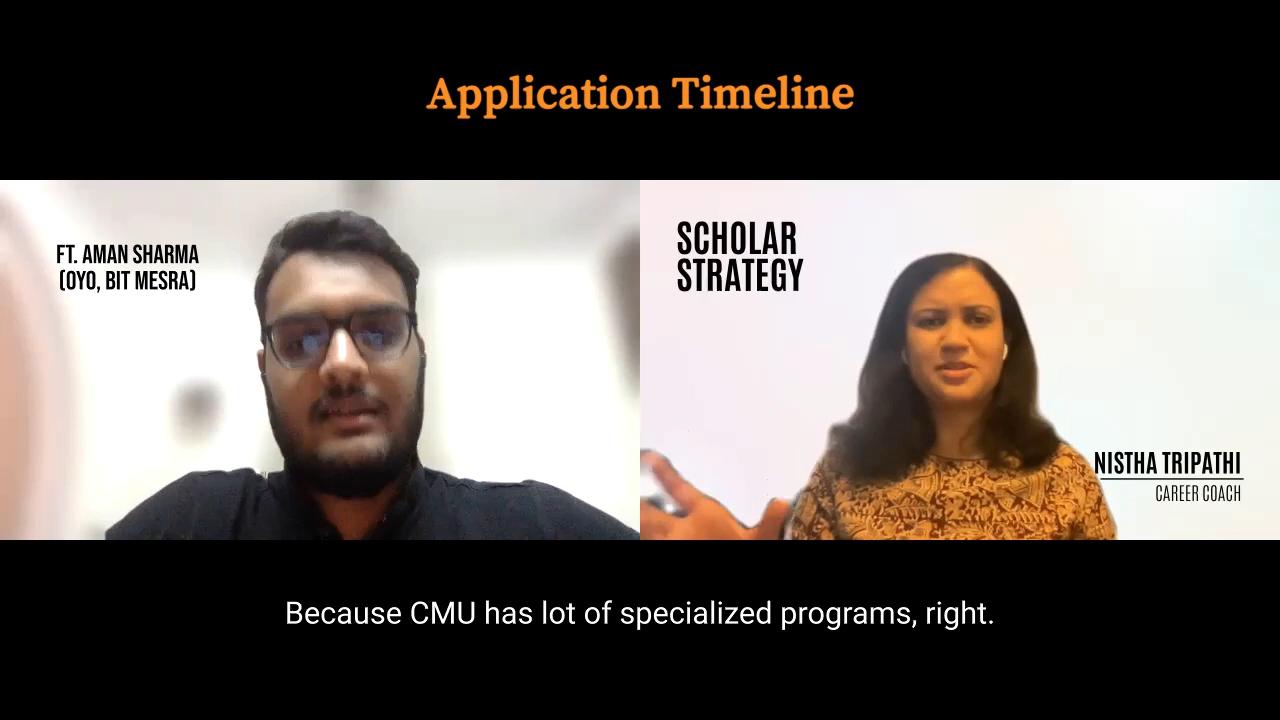 Application Timeline
FT. AMAN SHARMA
(OYO, BIT MESRA)
SCHOLAR
STRATEGY
NISTHA TRIPATHI
CAREER COACH
Because CMU has lot of specialized programs, right.